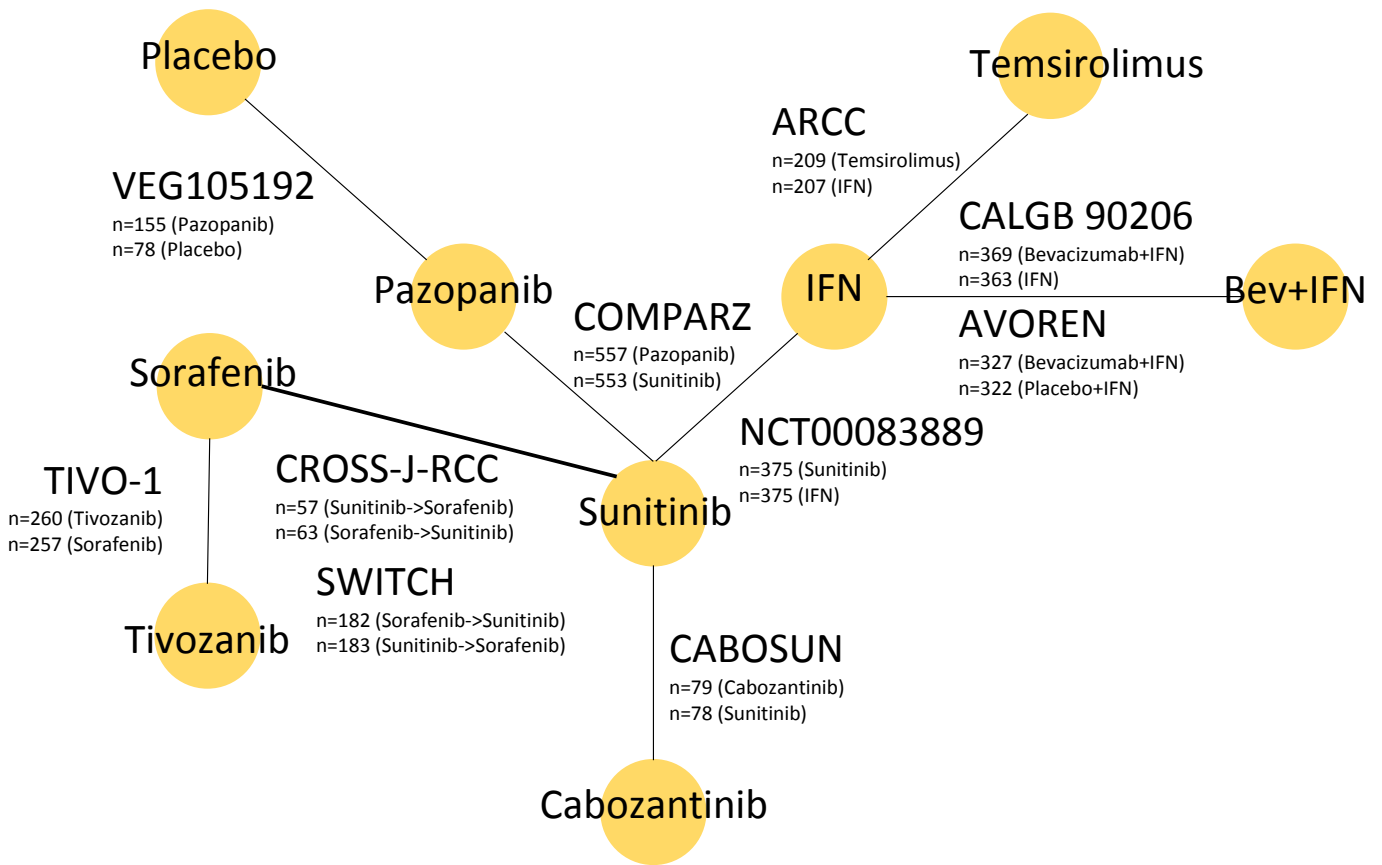 Placebo
Temsirolimus
ARCC
n=209 (Temsirolimus)
n=207 (IFN)
VEG105192
n=155 (Pazopanib)
n=78 (Placebo)
CALGB 90206
n=369 (Bevacizumab+IFN)
n=363 (IFN)
Pazopanib
IFN
Bev+IFN
COMPARZ
n=557 (Pazopanib)
n=553 (Sunitinib)
AVOREN
n=327 (Bevacizumab+IFN)
n=322 (Placebo+IFN)
Sorafenib
NCT00083889
n=375 (Sunitinib)
n=375 (IFN)
TIVO-1
n=260 (Tivozanib)
n=257 (Sorafenib)
CROSS-J-RCC
n=57 (Sunitinib->Sorafenib)
n=63 (Sorafenib->Sunitinib)
Sunitinib
SWITCH
n=182 (Sorafenib->Sunitinib)
n=183 (Sunitinib->Sorafenib)
Tivozanib
CABOSUN
n=79 (Cabozantinib)
n=78 (Sunitinib)
Cabozantinib